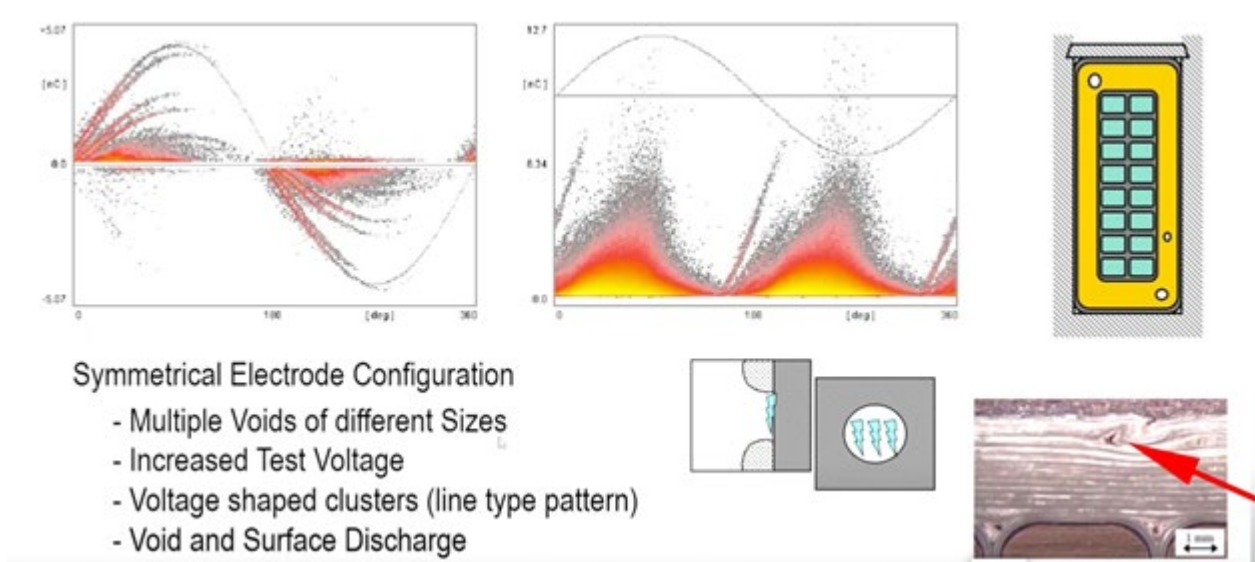 +5.07
[nC]
0.0
-5.07
0
180
[deg]
360
12.7
[nC]
6.34
0.0
0
180
[deg]
360
Symmetrical Electrode Configuration
- Multiple Voids of different Sizes
- Increased Test Voltage
- Voltage shaped clusters (line type pattern)
- Void and Surface Discharge
1 mm